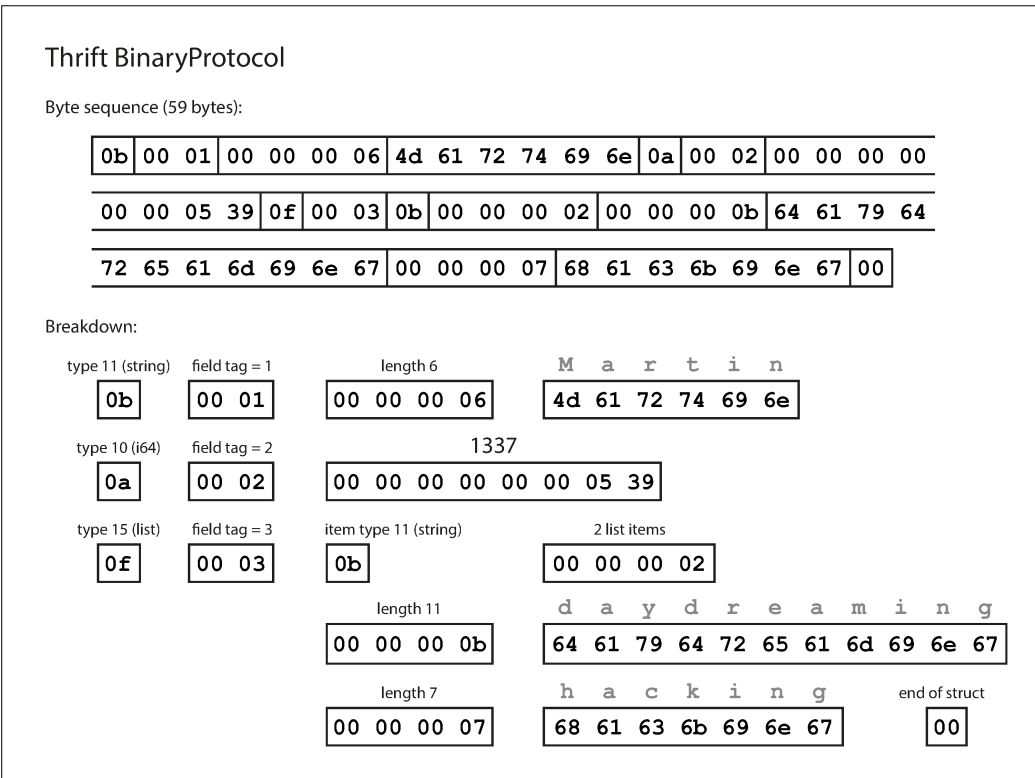 Thrift BinaryProtocol
Byte sequence (59 bytes):
0b 00 01 00 00 00 06 4d 61 72 74 69 6e 0a 00 02 00 00 00 00
00 00 05 39 0f 00 03 0b 00 00 00 02 00 00 00 0b 64 61 79 64
72 65 61 6d 69 6e 67 00 00 00 07 68 61 63 6b 69 6e 67 00
Breakdown:
type 11 (string) field tag = 1 length 6 M a r t i n
0b 00 01 00 00 00 06 4d 61 72 74 69 6e
type 10 (i64) field tag = 2 1337
0a 00 02 00 00 00 00 00 00 05 39
type 15 (list) field tag = 3 item type 11 (string) 2 list items
0f 00 03 0b 00 00 00 02
length 11 d a y d r e a m i n g
00 00 00 0b 64 61 79 64 72 65 61 6d 69 6e 67
length 7 h a c k i n g end of struct
00 00 00 07 68 61 63 6b 69 6e 67 00